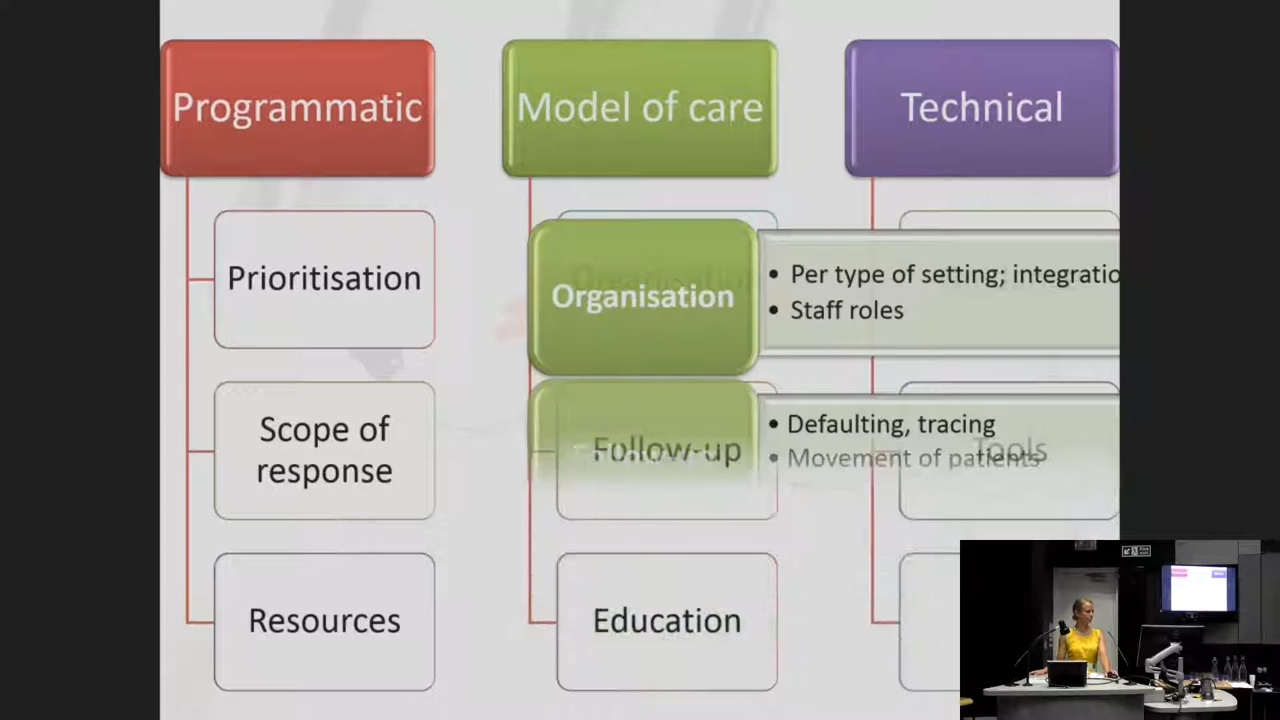 Programmatic
Model of care
Technical
Prioritisation
Organisation
• Per type of setting; integratio
• Staff roles
Scope of
response
Follow-up
• Defaulting, tracing
• Movement of patients
Tools
Resources
Education